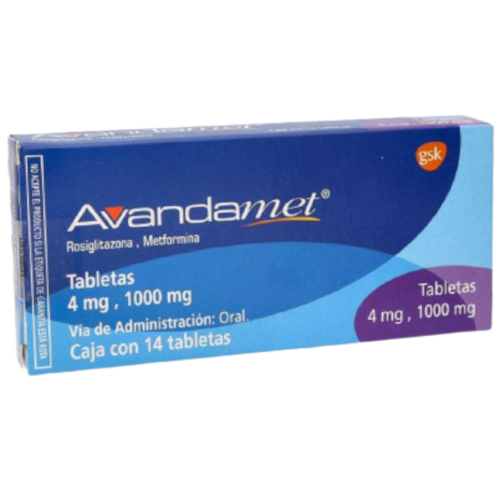 Avandamet®
Rosiglitazona , Metformina
Tabletas
4 mg , 1000 mg
Vía de Administración: Oral.
Caja con 14 tabletas
gsk
Tabletas
4 mg , 1000 mg
NO ACEPTE EL PRODUCTO SI LA ETIQUETA DE GARANTÍA ESTÁ ROTA
Avandamet